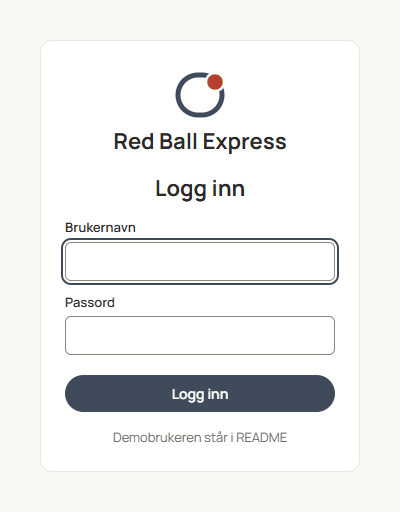 Red Ball Express
Logg inn
Brukernavn
Passord
Logg inn
Demobrukeren står i README